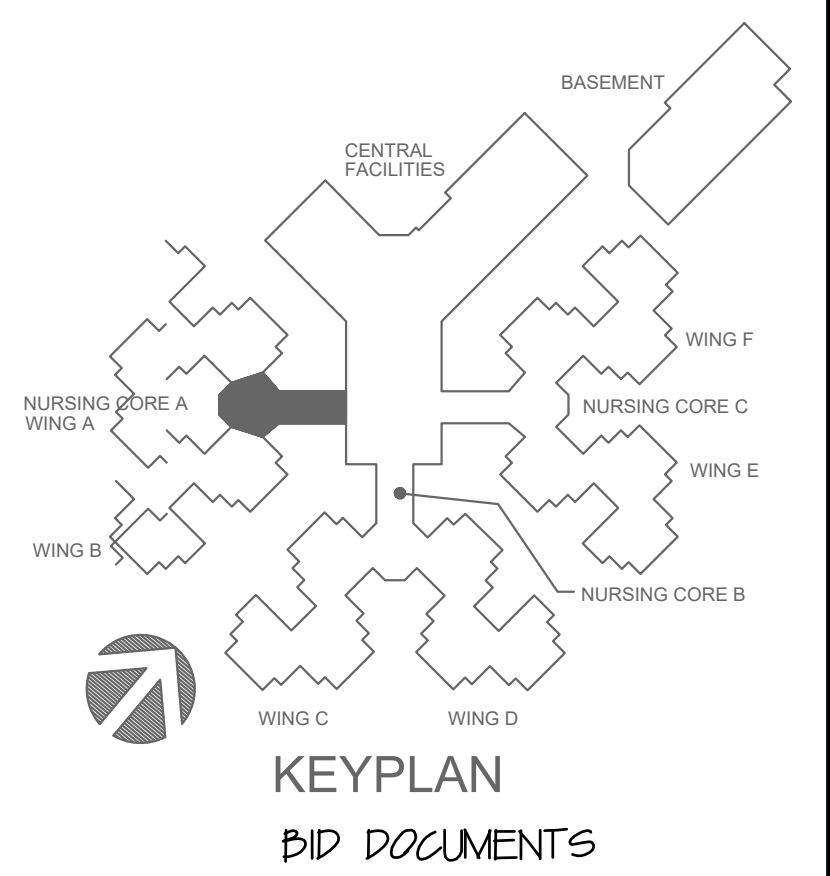 BASEMENT
CENTRAL
FACILITIES
WING F
NURSING CORE A
WING A
NURSING CORE C
WING E
WING B
NURSING CORE B
WING C
WING D
KEYPLAN
BID DOCUMENTS